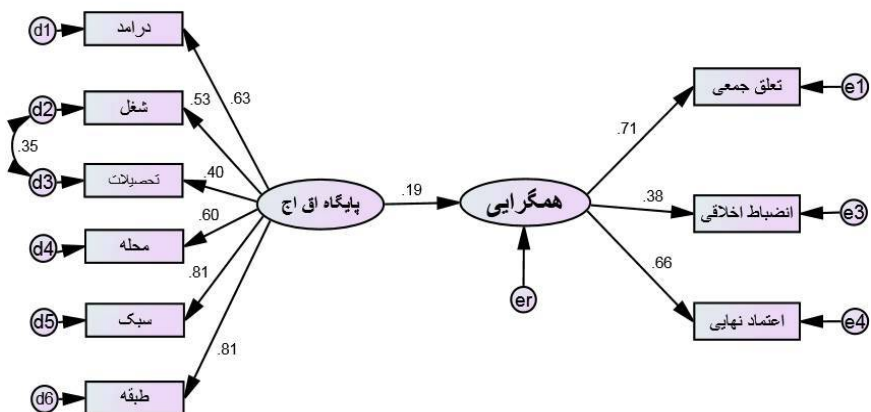 d1
درامد
.63
d2
شغل
.53
.35
d3
تحصیلات
.40
d4
محله
.60
d5
سبک
.81
d6
طبقه
.81
پایگاه اق اج
.19
همگرایی
er
.71
تعلق جمعی
e1
.38
انضباط اخلاقی
e3
.66
اعتماد نهایی
e4